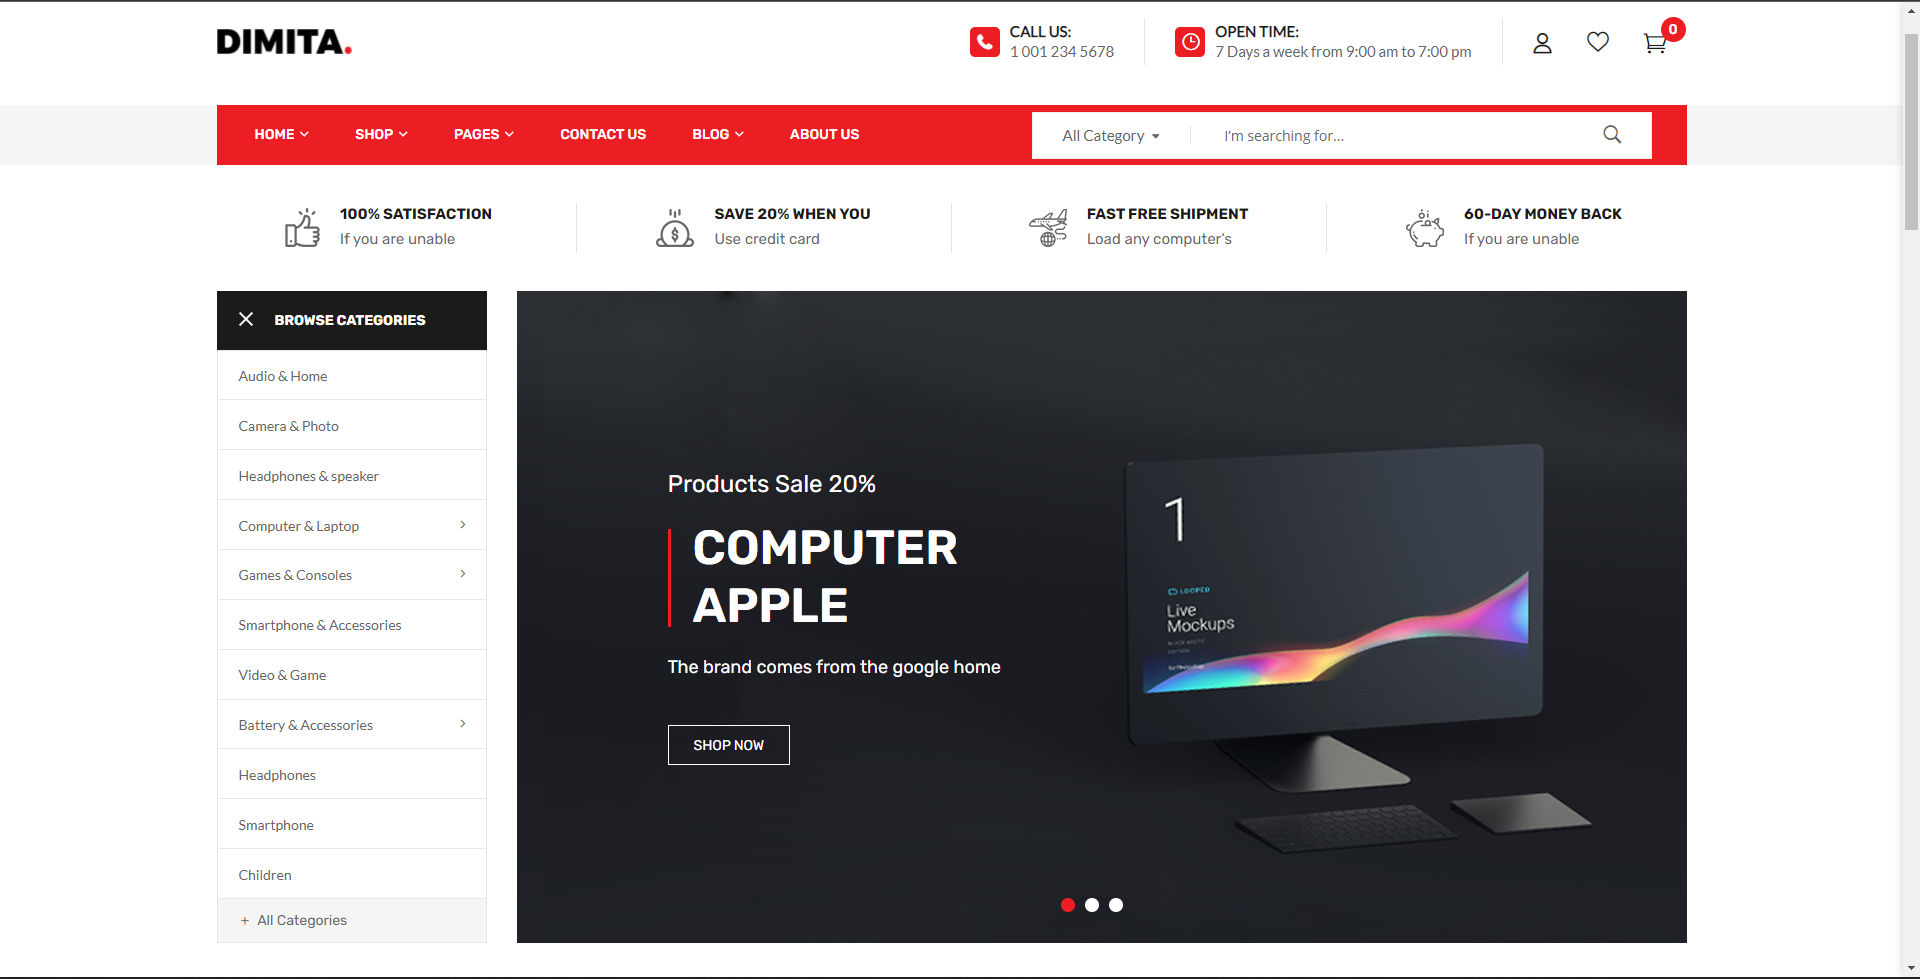 DIMITA.
CALL US:
1 001 234 5678
OPEN TIME:
7 Days a week from 9:00 am to 7:00 pm
0
HOME
SHOP
PAGES
CONTACT US
BLOG
ABOUT US
All Category
I'm searching for...
100% SATISFACTION
If you are unable
SAVE 20% WHEN YOU
Use credit card
FAST FREE SHIPMENT
Load any computer's
60-DAY MONEY BACK
If you are unable
BROWSE CATEGORIES
Audio & Home
Camera & Photo
Headphones & speaker
Computer & Laptop
Games & Consoles
Smartphone & Accessories
Video & Game
Battery & Accessories
Headphones
Smartphone
Children
+ All Categories
Products Sale 20%
COMPUTER
APPLE
The brand comes from the google home
SHOP NOW
1
LOOPED
Live
Mockups